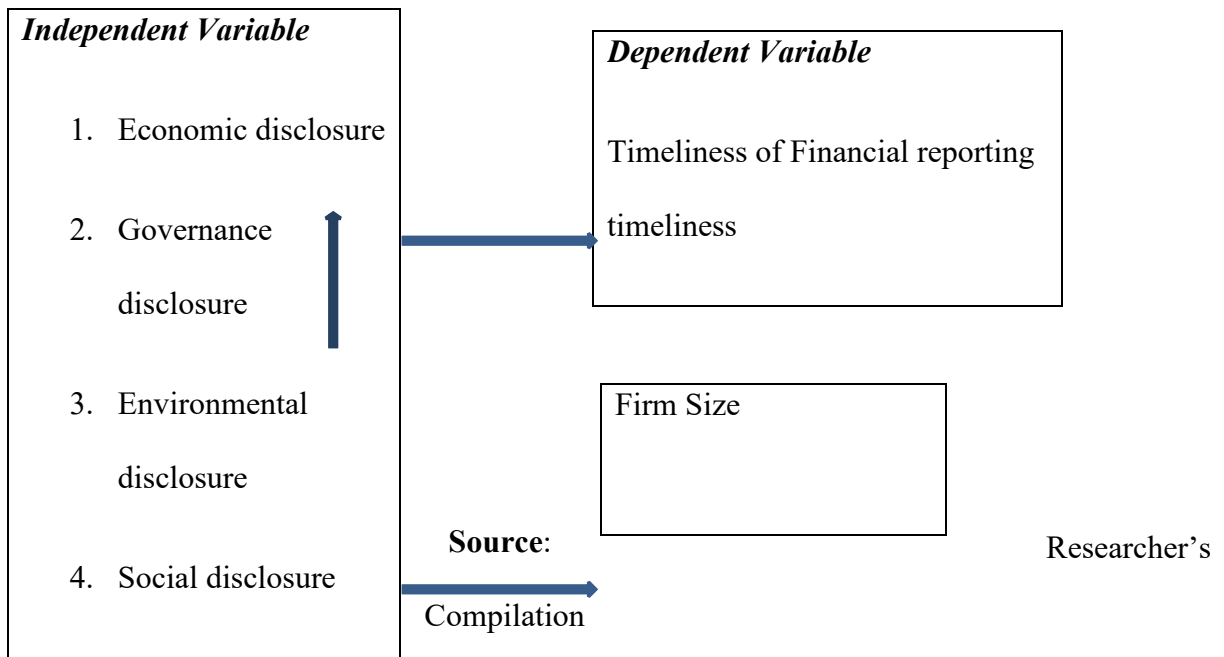 Independent Variable
1. Economic disclosure
2. Governance
disclosure
3. Environmental
disclosure
4. Social disclosure
Dependent Variable
Timeliness of Financial reporting
timeliness
Firm Size
Source: Researcher’s
Compilation